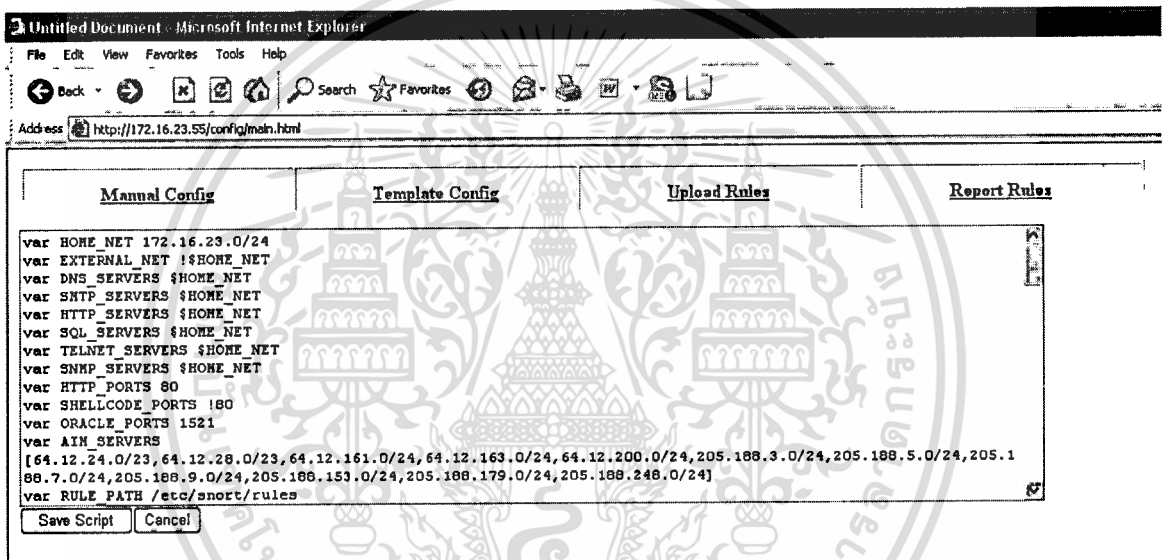 Untitled Document - Microsoft Internet Explorer
File Edit View Favorites Tools Help
Back Search Favorites
Address http://172.16.23.55/config/main.html
Manual Config Template Config Upload Rules Report Rules
var HOME_NET 172.16.23.0/24
var EXTERNAL_NET !$HOME_NET
var DNS_SERVERS $HOME_NET
var SMTP_SERVERS $HOME_NET
var HTTP_SERVERS $HOME_NET
var SQL_SERVERS $HOME_NET
var TELNET_SERVERS $HOME_NET
var SNMP_SERVERS $HOME_NET
var HTTP_PORTS 80
var SHELLCODE_PORTS !80
var ORACLE_PORTS 1521
var AIM_SERVERS
[64.12.24.0/23,64.12.28.0/23,64.12.161.0/24,64.12.163.0/24,64.12.200.0/24,205.188.3.0/24,205.188.5.0/24,205.1
88.7.0/24,205.188.9.0/24,205.188.153.0/24,205.188.179.0/24,205.188.248.0/24]
var RULE_PATH /etc/snort/rules
Save Script Cancel